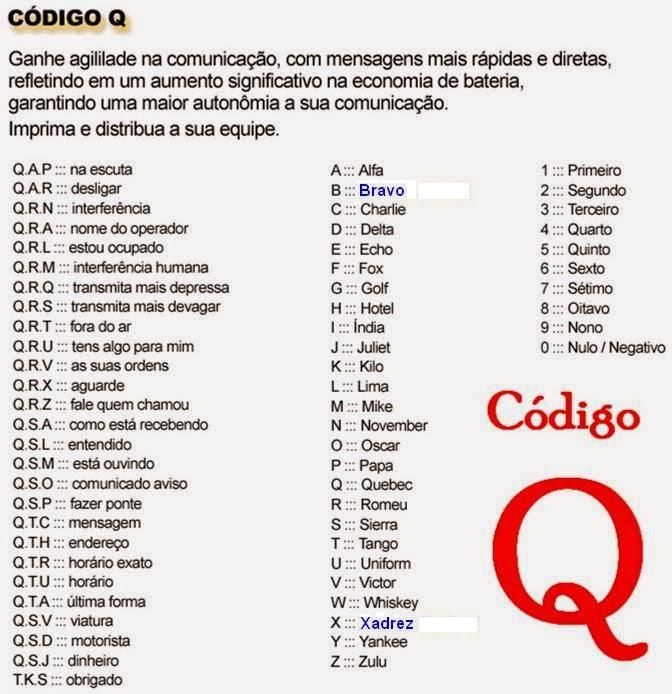 CÓDIGO Q
Ganhe agililade na comunicação, com mensagens mais rápidas e diretas,
refletindo em um aumento significativo na economia de bateria,
garantindo uma maior autonômia a sua comunicação.
Imprima e distribua a sua equipe.
Q.A.P ::: na escuta
Q.A.R ::: desligar
Q.R.N ::: interferência
Q.R.A ::: nome do operador
Q.R.L ::: estou ocupado
Q.R.M ::: interferência humana
Q.R.Q ::: transmita mais depressa
Q.R.S ::: transmita mais devagar
Q.R.T ::: fora do ar
Q.R.U ::: tens algo para mim
Q.R.V ::: as suas ordens
Q.R.X ::: aguarde
Q.R.Z ::: fale quem chamou
Q.S.A ::: como está recebendo
Q.S.L ::: entendido
Q.S.M ::: está ouvindo
Q.S.O ::: comunicado aviso
Q.S.P ::: fazer ponte
Q.T.C ::: mensagem
Q.T.H ::: endereço
Q.T.R ::: horário exato
Q.T.U ::: horário
Q.T.A ::: última forma
Q.S.V ::: viatura
Q.S.D ::: motorista
Q.S.J ::: dinheiro
T.K.S ::: obrigado
A ::: Alfa
B ::: Bravo
C ::: Charlie
D ::: Delta
E ::: Echo
F ::: Fox
G ::: Golf
H ::: Hotel
I ::: Índia
J ::: Juliet
K ::: Kilo
L ::: Lima
M ::: Mike
N ::: November
O ::: Oscar
P ::: Papa
Q ::: Quebec
R ::: Romeu
S ::: Sierra
T ::: Tango
U ::: Uniform
V ::: Victor
W ::: Whiskey
X ::: Xadrez
Y ::: Yankee
Z ::: Zulu
1 ::: Primeiro
2 ::: Segundo
3 ::: Terceiro
4 ::: Quarto
5 ::: Quinto
6 ::: Sexto
7 ::: Sétimo
8 ::: Oitavo
9 ::: Nono
0 ::: Nulo / Negativo
Código
Q